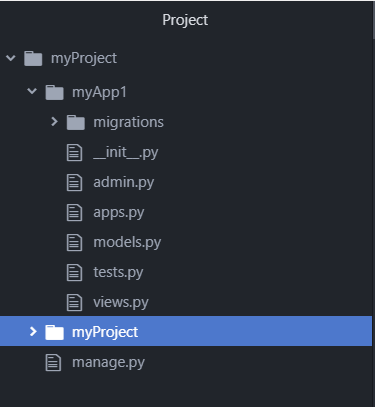 Project
myProject
myApp1
migrations
__init__.py
admin.py
apps.py
models.py
tests.py
views.py
myProject
manage.py